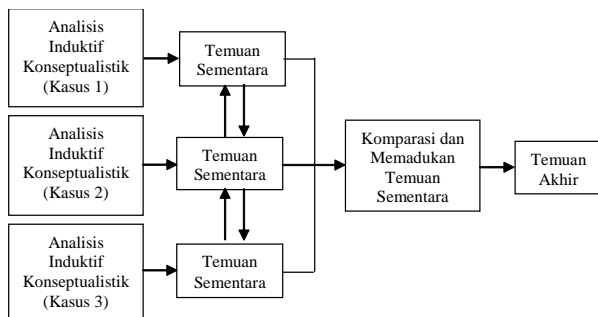 Analisis
Induktif
Konseptualistik
(Kasus 1)
Temuan
Sementara
Analisis
Induktif
Konseptualistik
(Kasus 2)
Temuan
Sementara
Komparasi dan
Memadukan
Temuan
Sementara
Temuan
Akhir
Analisis
Induktif
Konseptualistik
(Kasus 3)
Temuan
Sementara